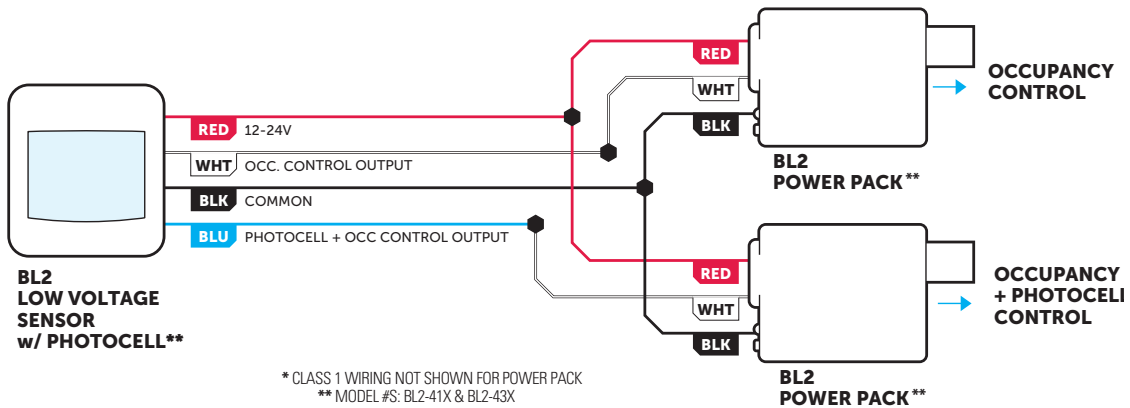 RED 12-24V
WHT OCC. CONTROL OUTPUT
BLK COMMON
BLU PHOTOCELL + OCC CONTROL OUTPUT
BL2
LOW VOLTAGE
SENSOR
w/ PHOTOCELL**
RED
WHT
BLK
BL2
POWER PACK**
OCCUPANCY
CONTROL
RED
WHT
BLK
BL2
POWER PACK**
OCCUPANCY
+ PHOTOCELL
CONTROL
* CLASS 1 WIRING NOT SHOWN FOR POWER PACK
** MODEL #S: BL2-41X & BL2-43X